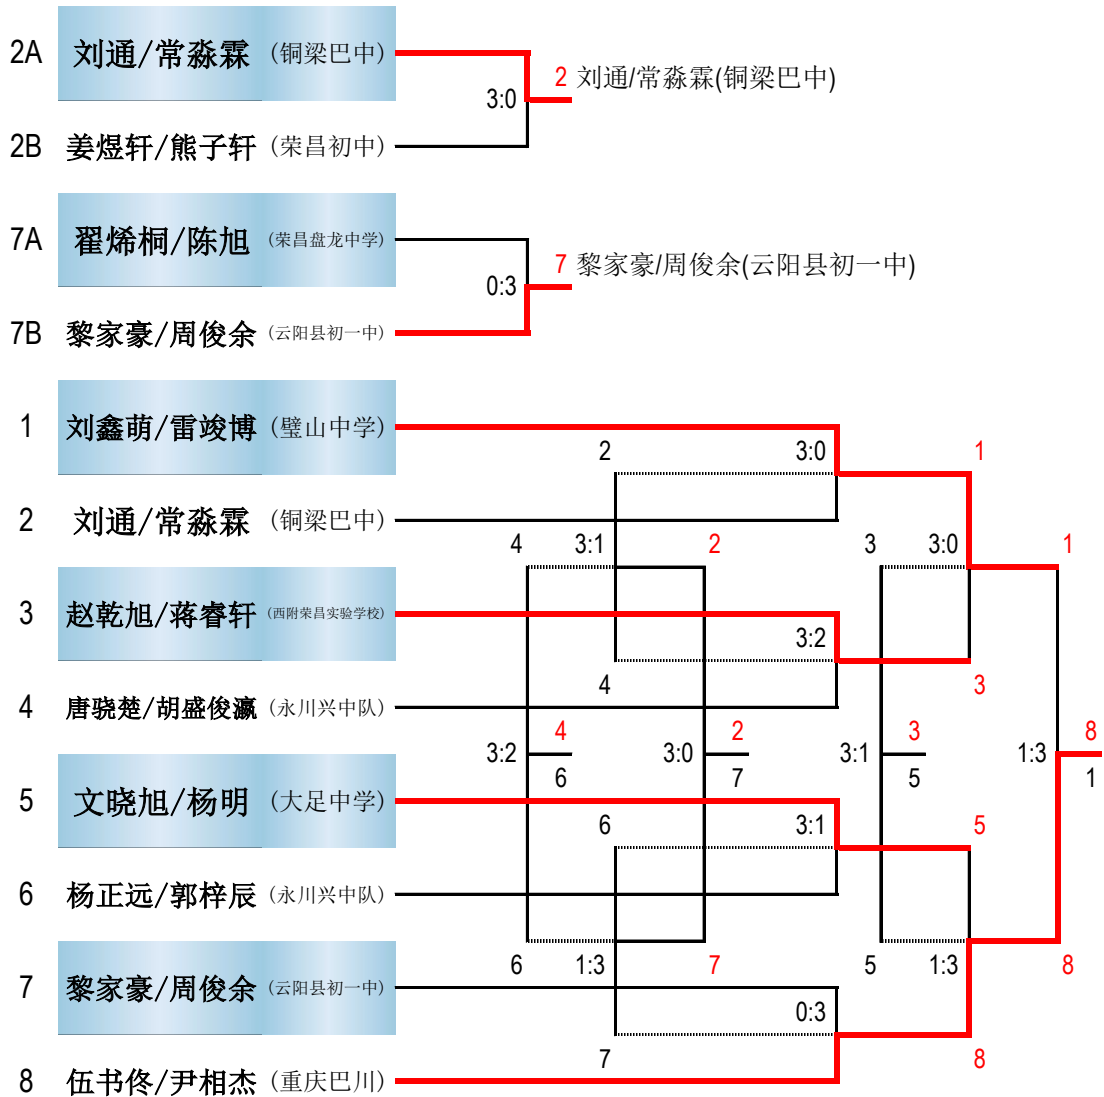 2A 刘通/常淼霖 (铜梁巴中)
2 刘通/常淼霖(铜梁巴中)
3:0
2B 姜煜轩/熊子轩 (荣昌初中)
7A 翟烯桐/陈旭 (荣昌盘龙中学)
7 黎家豪/周俊余(云阳县初一中)
0:3
7B 黎家豪/周俊余 (云阳县初一中)
1 刘鑫萌/雷竣博 (璧山中学)
2 3:0 1
2 刘通/常淼霖 (铜梁巴中)
4 3:1 2 3 3:0 1
3 赵乾旭/蒋睿轩 (西附荣昌实验学校)
3:2
4 3
4 唐骁楚/胡盛俊瀛 (永川兴中队)
4 2 3 8
3:2 3:0 3:1 1:3
6 7 5 1
5 文晓旭/杨明 (大足中学)
6 3:1 5
6 杨正远/郭梓辰 (永川兴中队)
6 1:3 7 5 1:3 8
7 黎家豪/周俊余 (云阳县初一中)
0:3
7 8
8 伍书佟/尹相杰 (重庆巴川)